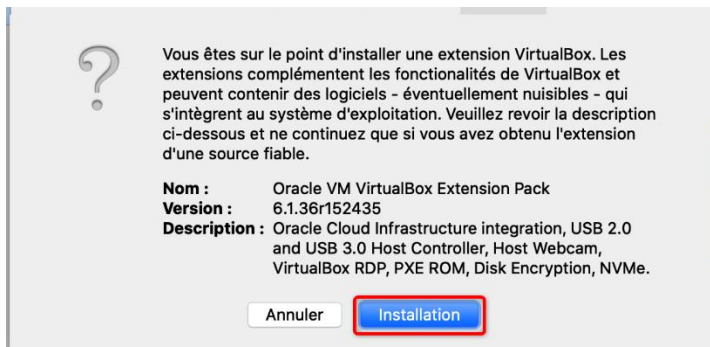 Vous êtes sur le point d'installer une extension VirtualBox. Les
extensions complémentent les fonctionalités de VirtualBox et
peuvent contenir des logiciels - éventuellement nuisibles - qui
s'intègrent au système d'exploitation. Veuillez revoir la description
ci-dessous et ne continuez que si vous avez obtenu l'extension
d'une source fiable.
Nom : Oracle VM VirtualBox Extension Pack
Version : 6.1.36r152435
Description : Oracle Cloud Infrastructure integration, USB 2.0
and USB 3.0 Host Controller, Host Webcam,
VirtualBox RDP, PXE ROM, Disk Encryption, NVMe.
Annuler Installation